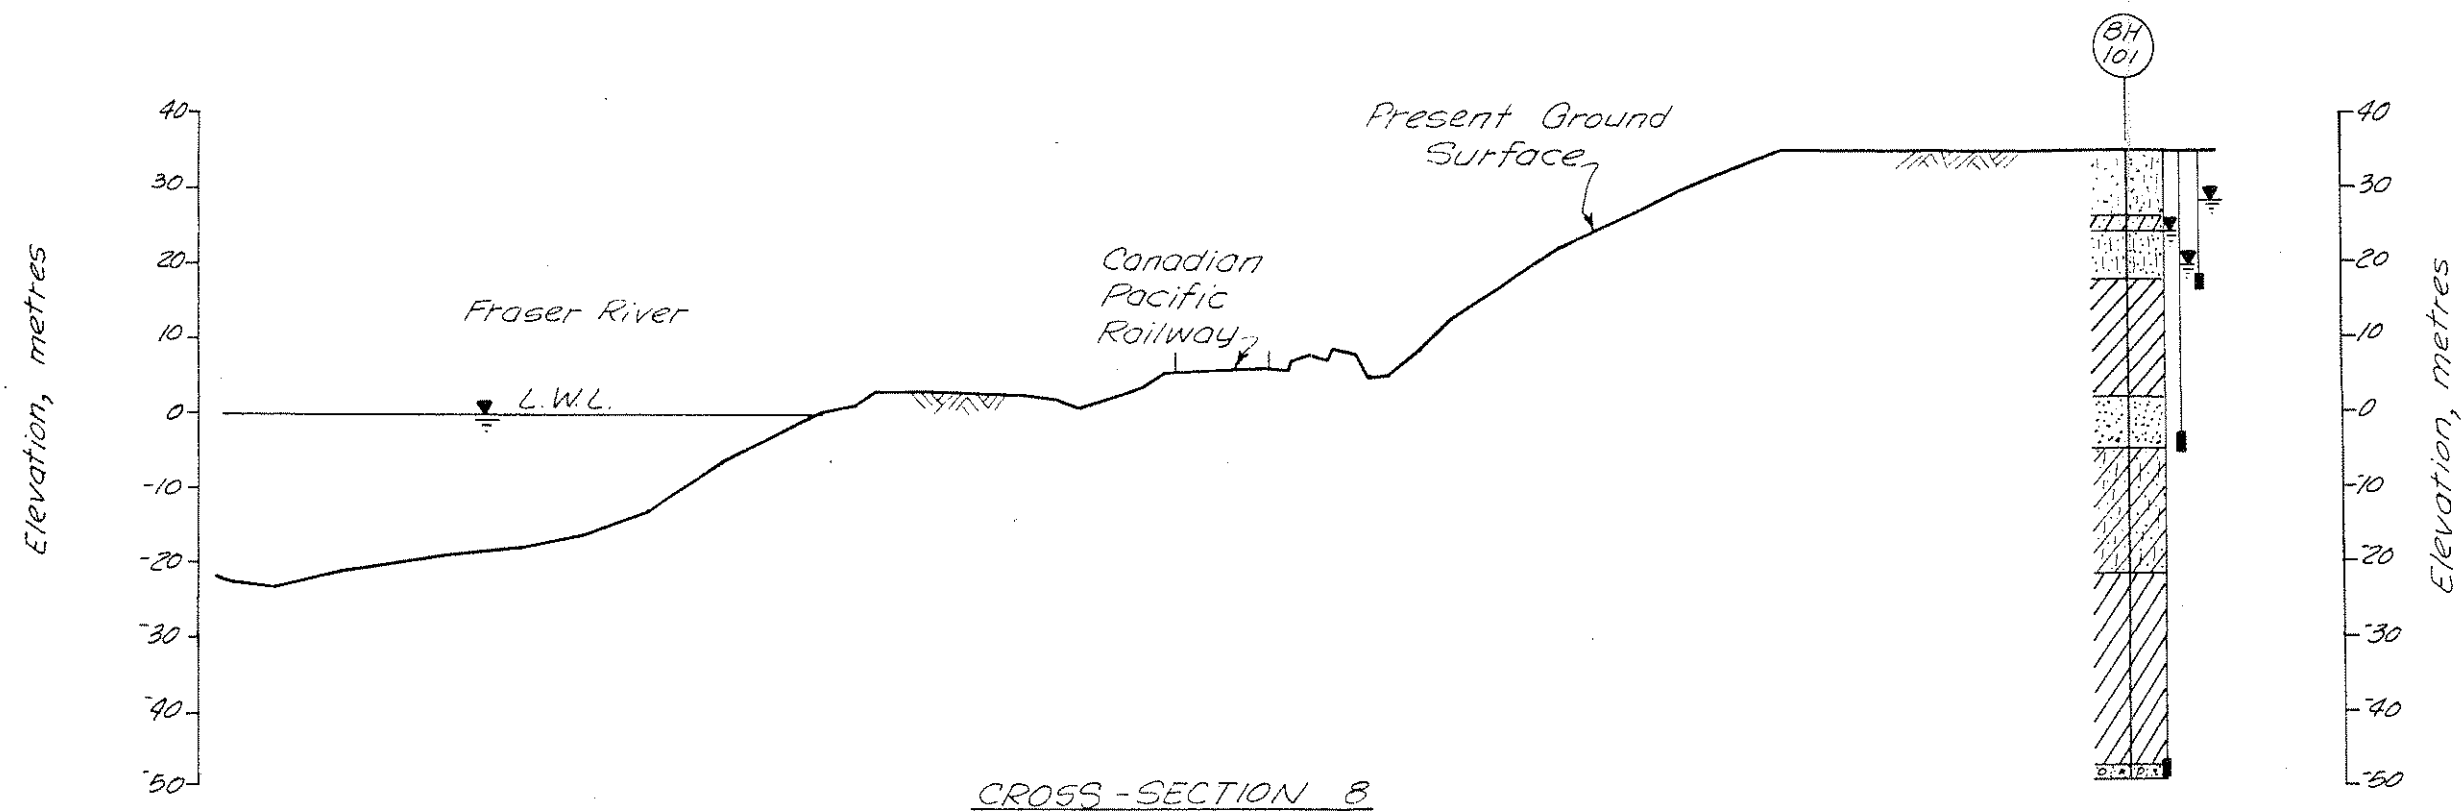 BH
101
40
30
20
10
0
-10
-20
-30
-40
-50
Elevation, metres
Fraser River
L.W.L.
Canadian
Pacific
Railway
Present Ground
Surface
40
30
20
10
0
-10
-20
-30
-40
-50
Elevation, metres
CROSS-SECTION 8